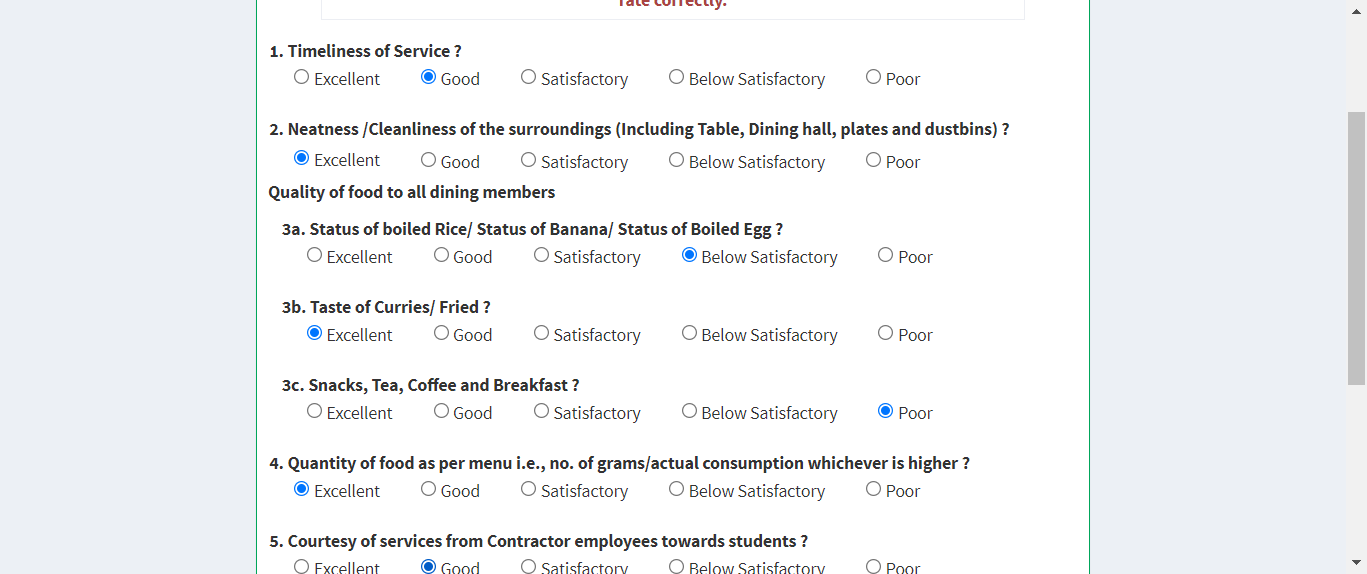 rate correctly.
1. Timeliness of Service ?
Excellent Good Satisfactory Below Satisfactory Poor
2. Neatness /Cleanliness of the surroundings (Including Table, Dining hall, plates and dustbins) ?
Excellent Good Satisfactory Below Satisfactory Poor
Quality of food to all dining members
3a. Status of boiled Rice/ Status of Banana/ Status of Boiled Egg ?
Excellent Good Satisfactory Below Satisfactory Poor
3b. Taste of Curries/ Fried ?
Excellent Good Satisfactory Below Satisfactory Poor
3c. Snacks, Tea, Coffee and Breakfast ?
Excellent Good Satisfactory Below Satisfactory Poor
4. Quantity of food as per menu i.e., no. of grams/actual consumption whichever is higher ?
Excellent Good Satisfactory Below Satisfactory Poor
5. Courtesy of services from Contractor employees towards students ?
Excellent Good Satisfactory Below Satisfactory Poor